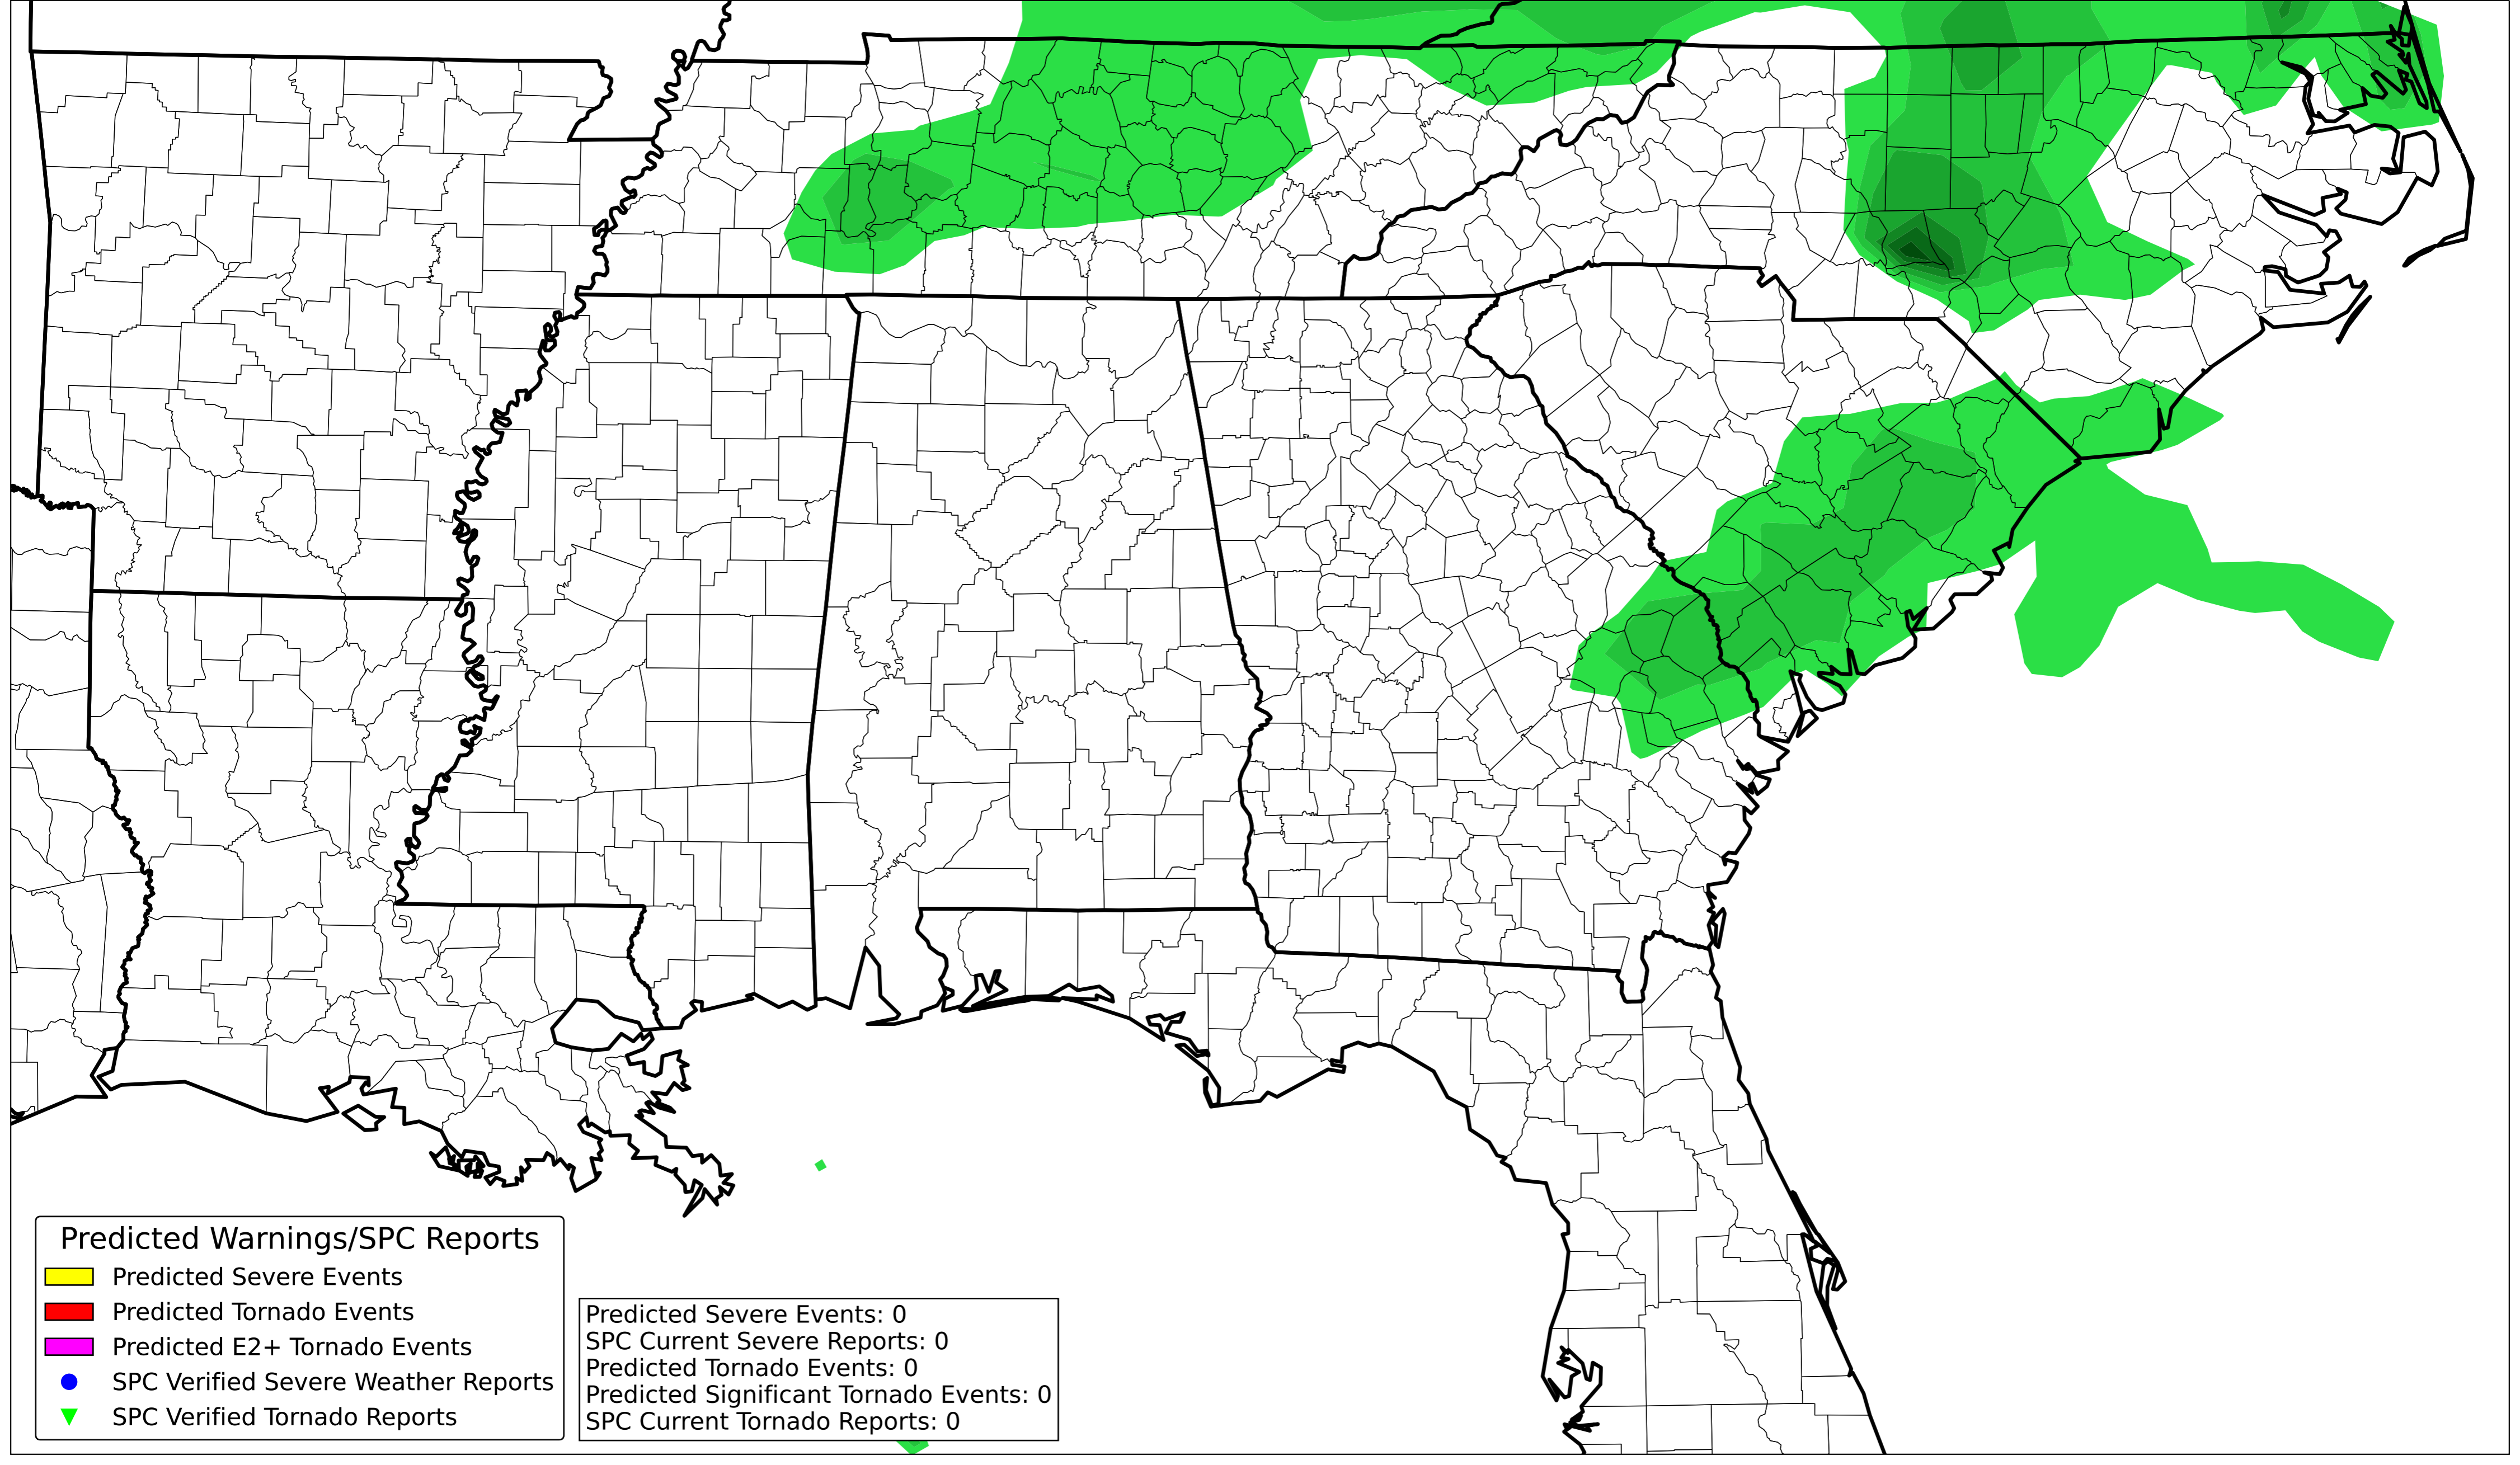 Predicted Warnings/SPC Reports
Predicted Severe Events
Predicted Tornado Events
Predicted E2+ Tornado Events
SPC Verified Severe Weather Reports
SPC Verified Tornado Reports
Predicted Severe Events: 0
SPC Current Severe Reports: 0
Predicted Tornado Events: 0
Predicted Significant Tornado Events: 0
SPC Current Tornado Reports: 0